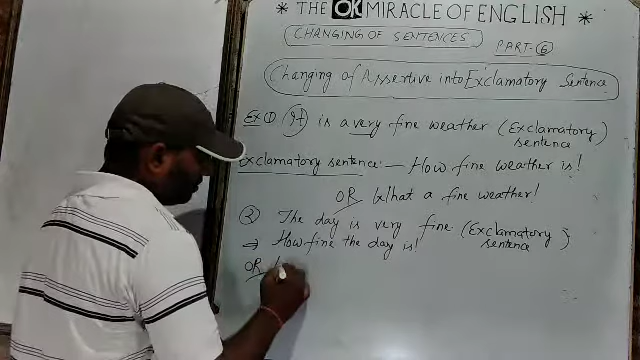 * THE OK MIRACLE OF ENGLISH *
CHANGING OF SENTENCES
PART-6
Changing of Assertive into Exclamatory Sentence
Ex① It is a very fine weather (Exclamatory sentence)
Exclamatory sentence:- How fine weather is!
OR What a fine weather!
② The day is very fine (Exclamatory sentence)
⇒ How fine the day is!
OR